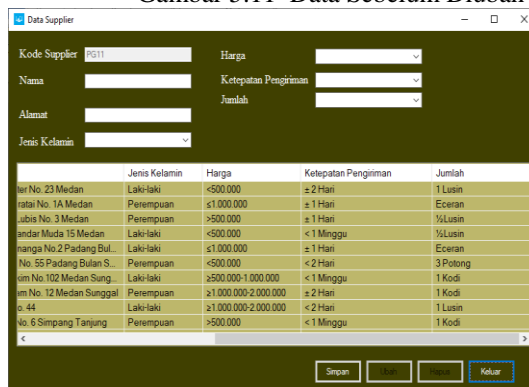 Gambar 3.11 Data Sebelum Diubah
Data Supplier
Kode Supplier PG11
Nama
Alamat
Jenis Kelamin
Harga
Ketepatan Pengiriman
Jumlah
Jenis Kelamin Harga Ketepatan Pengiriman Jumlah
ter No. 23 Medan Laki-laki <500.000 ± 2 Hari 1 Lusin
ratai No. 1A Medan Perempuan ≤1.000.000 ± 1 Hari Eceran
Lubis No. 3 Medan Perempuan >500.000 ± 1 Hari ½Lusin
andar Muda 15 Medan Laki-laki <500.000 < 1 Minggu ½Lusin
nanga No.2 Padang Bul... Perempuan ≤1.000.000 ± 1 Hari Eceran
No. 55 Padang Bulan S... Perempuan <500.000 < 2 Hari 3 Potong
kim No.102 Medan Sung... Laki-laki ≥500.000-1.000.000 < 1 Minggu 1 Kodi
am No. 12 Medan Sunggal Perempuan ≥1.000.000-2.000.000 ± 2 Hari 1 Kodi
o. 44 Laki-laki ≥1.000.000-2.000.000 < 2 Hari 1 Lusin
No. 6 Simpang Tanjung Perempuan >500.000 < 1 Minggu 1 Kodi
Simpan Ubah Hapus Keluar